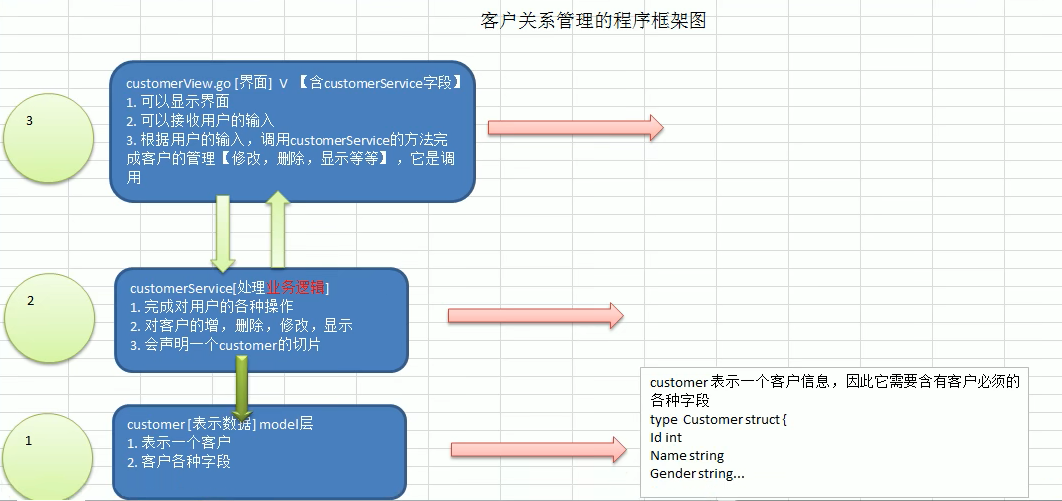 客户关系管理的程序框架图
3
customerView.go [界面] V 【含customerService字段】
1. 可以显示界面
2. 可以接收用户的输入
3. 根据用户的输入，调用customerService的方法完
成客户的管理【修改，删除，显示等等】，它是调
用
2
customerService[处理业务逻辑]
1. 完成对用户的各种操作
2. 对客户的增，删除，修改，显示
3. 会声明一个customer的切片
1
customer [表示数据] model层
1. 表示一个客户
2. 客户各种字段
customer 表示一个客户信息，因此它需要含有客户必须的
各种字段
type Customer struct {
Id int
Name string
Gender string...